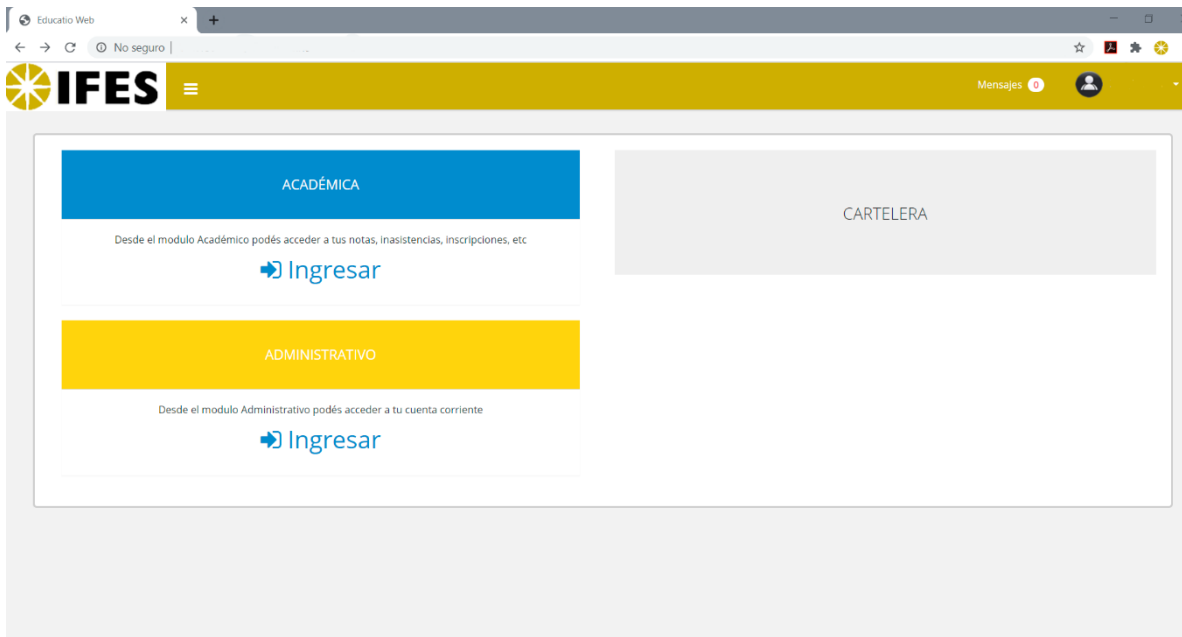 Educatio Web
No seguro
IFES
Mensajes 0
ACADÉMICA
Desde el modulo Académico podés acceder a tus notas, inasistencias, inscripciones, etc
Ingresar
ADMINISTRATIVO
Desde el modulo Administrativo podés acceder a tu cuenta corriente
Ingresar
CARTELERA